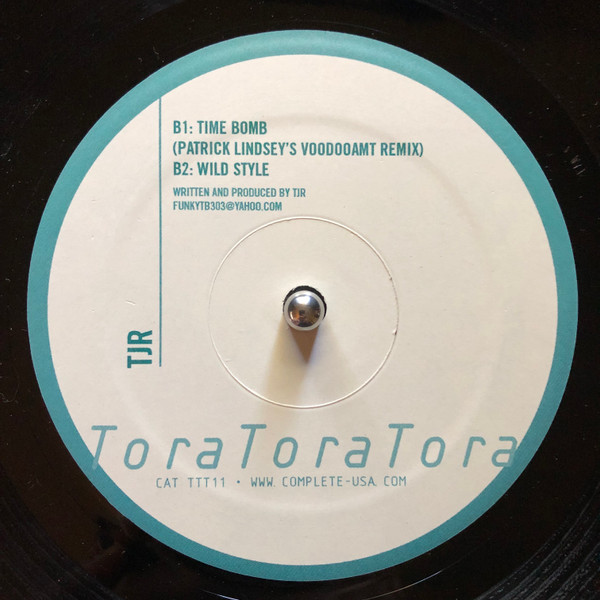 B1: TIME BOMB
(PATRICK LINDSEY'S VOODOOAMT REMIX)
B2: WILD STYLE
WRITTEN AND PRODUCED BY TJR
FUNKYTB303@YAHOO.COM
TJR
ToraToraTora
CAT TTT11 • WWW.COMPLETE-USA.COM